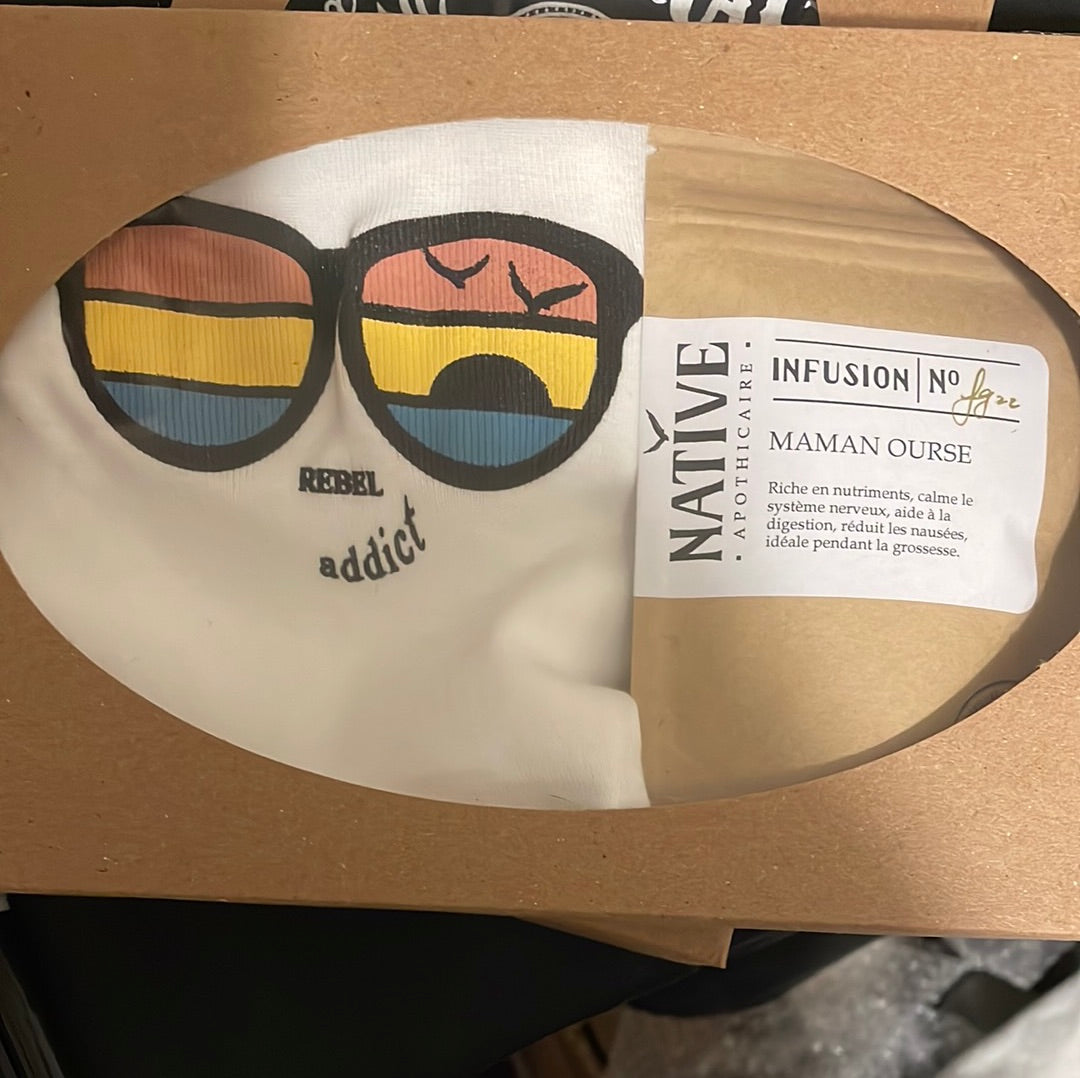 REBEL
addict
NATIVE
· APOTHICAIRE ·
INFUSION | Nº
MAMAN OURSE
Riche en nutriments, calme le
système nerveux, aide à la
digestion, réduit les nausées,
idéale pendant la grossesse.